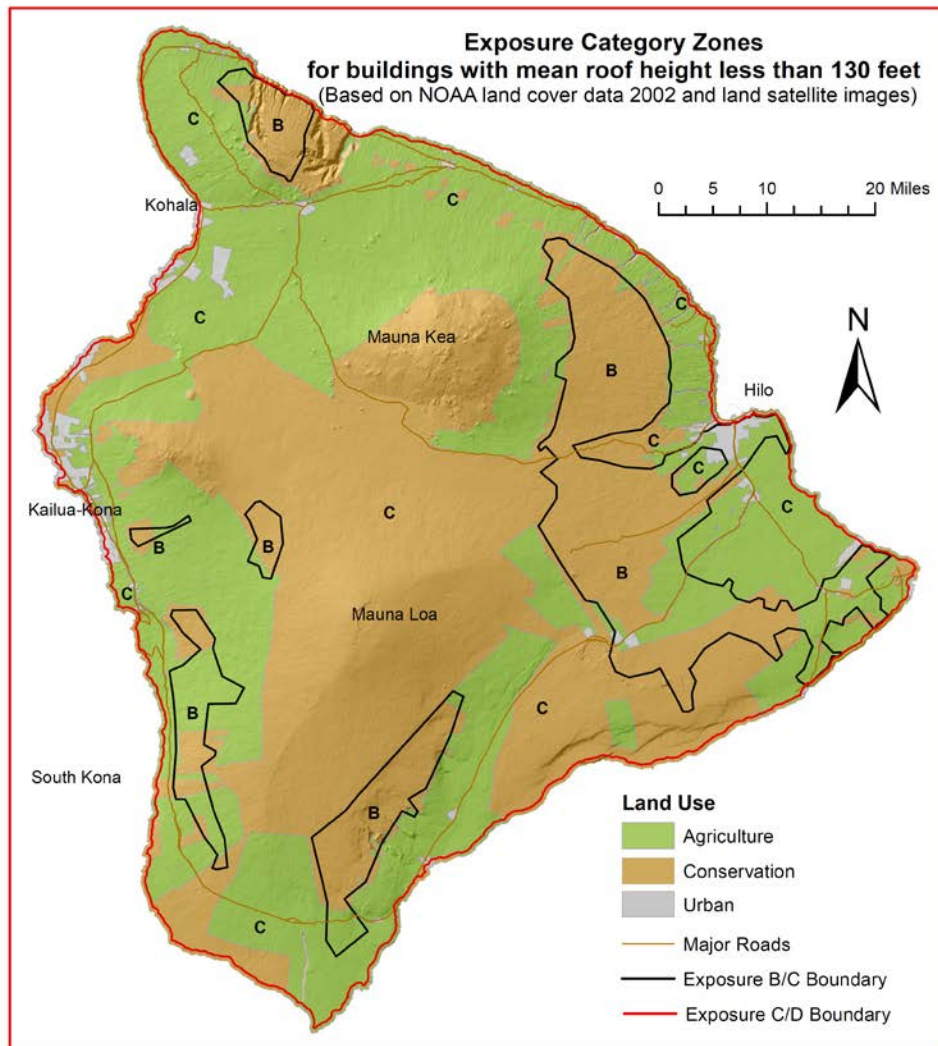 Exposure Category Zones
for buildings with mean roof height less than 130 feet
(Based on NOAA land cover data 2002 and land satellite images)
C
B
0 5 10 20 Miles
Kohala
C
C
C
N
Mauna Kea
B
Hilo
C
C
C
Kailua-Kona
C
B
B
B
C
Mauna Loa
B
C
South Kona
B
C
Land Use
Agriculture
Conservation
Urban
Major Roads
Exposure B/C Boundary
Exposure C/D Boundary